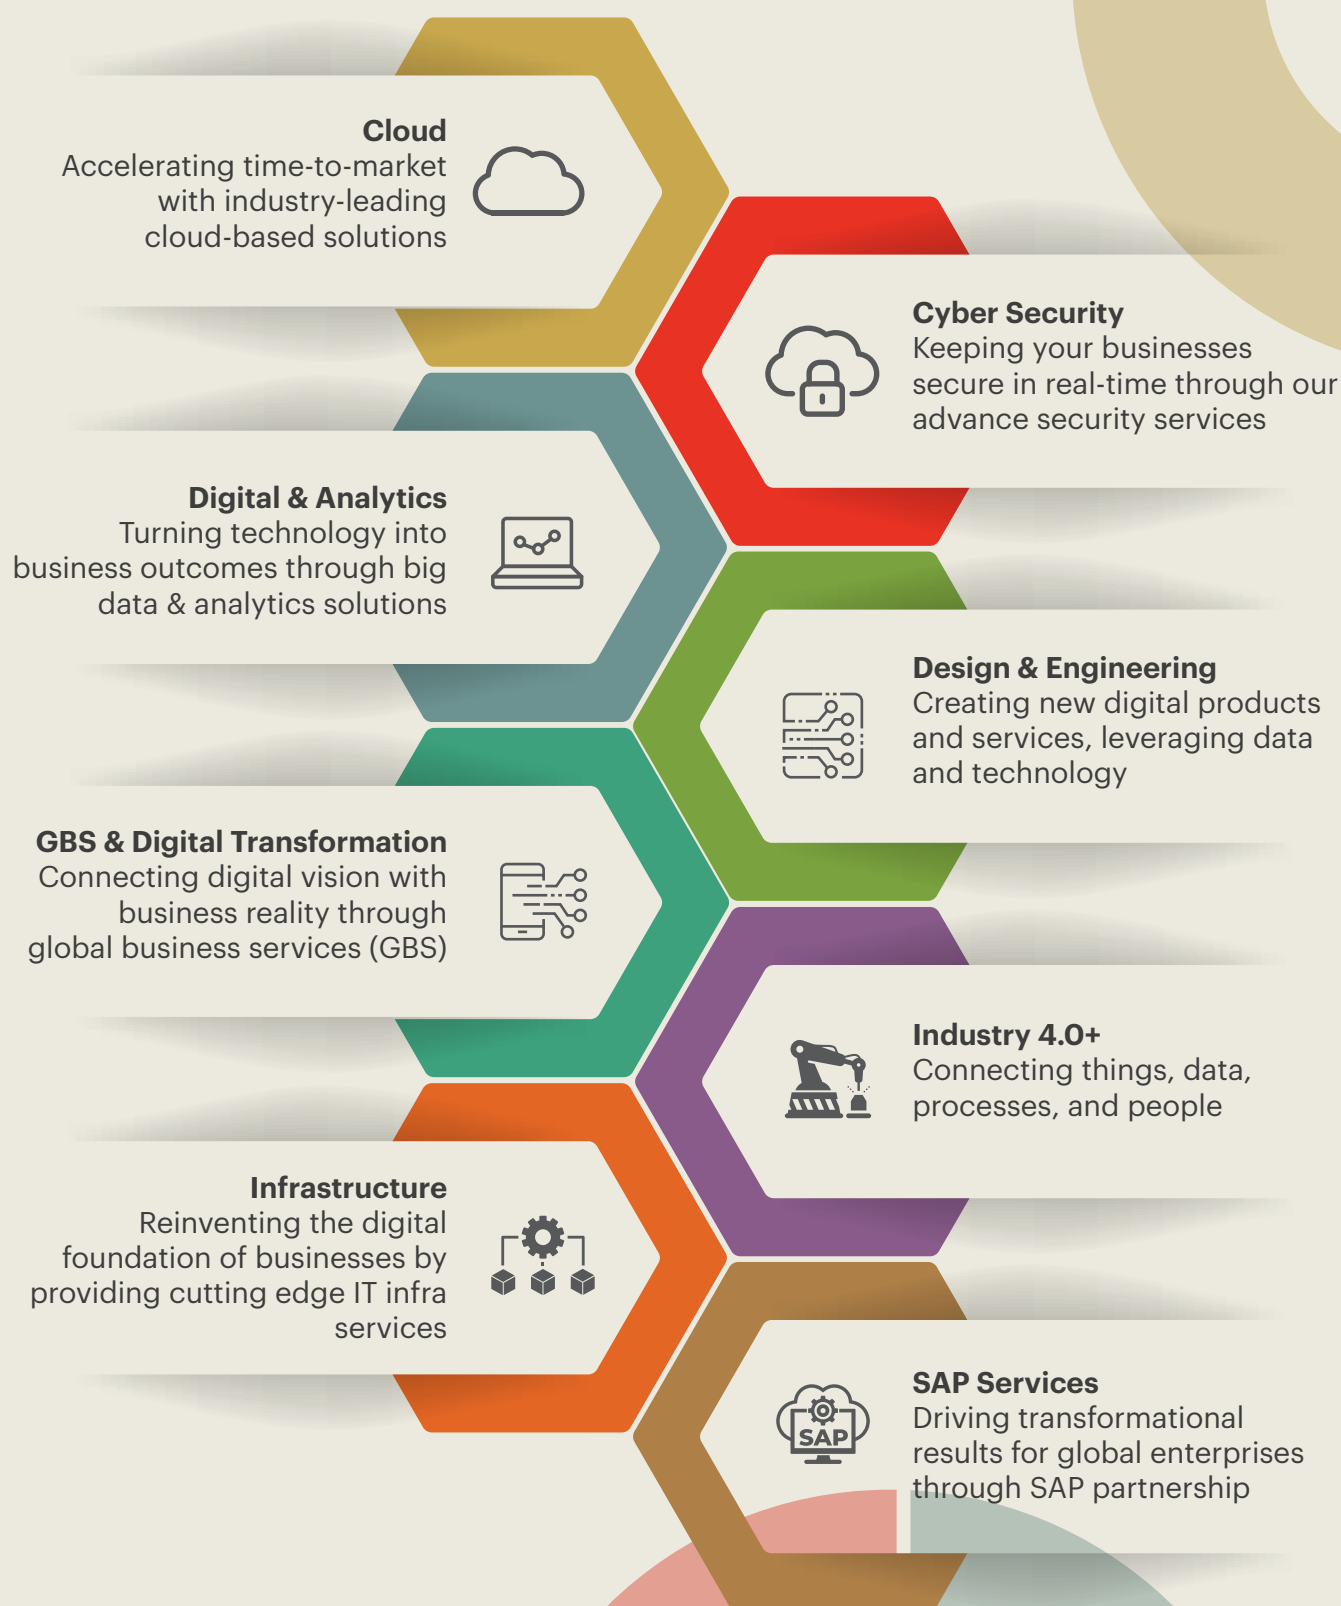 Cloud
Accelerating time-to-market
with industry-leading
cloud-based solutions
Cyber Security
Keeping your businesses
secure in real-time through our
advance security services
Digital & Analytics
Turning technology into
business outcomes through big
data & analytics solutions
Design & Engineering
Creating new digital products
and services, leveraging data
and technology
GBS & Digital Transformation
Connecting digital vision with
business reality through
global business services (GBS)
Industry 4.0+
Connecting things, data,
processes, and people
Infrastructure
Reinventing the digital
foundation of businesses by
providing cutting edge IT infra
services
SAP
SAP Services
Driving transformational
results for global enterprises
through SAP partnership